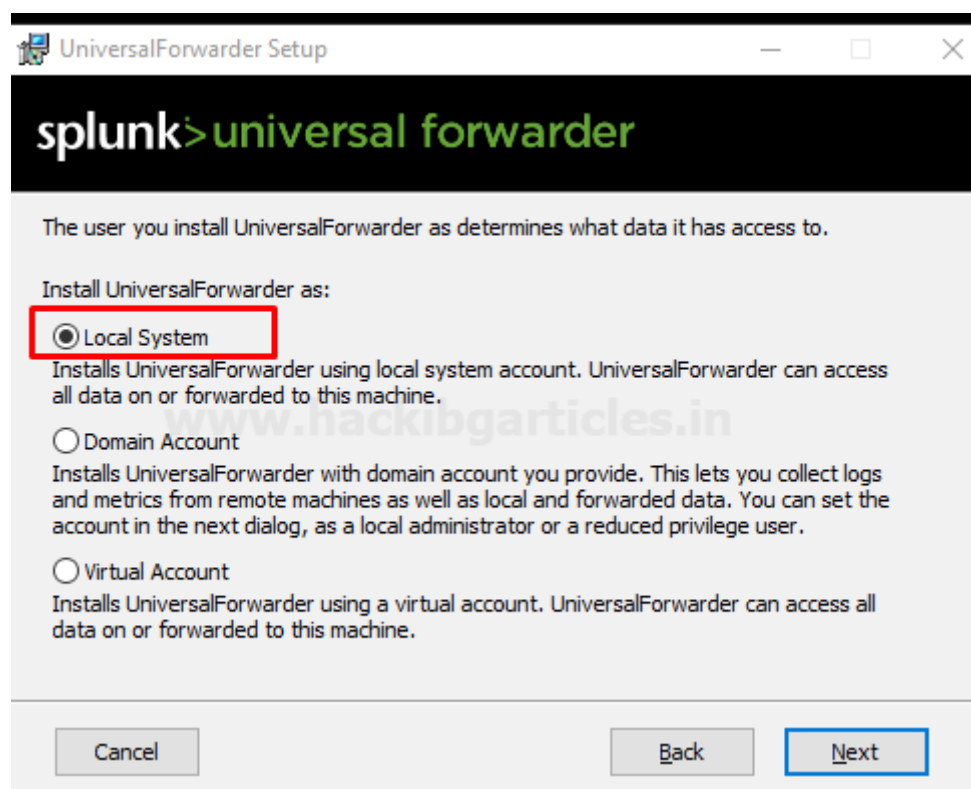 UniversalForwarder Setup
splunk>universal forwarder
The user you install UniversalForwarder as determines what data it has access to.
Install UniversalForwarder as:
Local System
Installs UniversalForwarder using local system account. UniversalForwarder can access
all data on or forwarded to this machine.
www.hackibgarticles.in
Domain Account
Installs UniversalForwarder with domain account you provide. This lets you collect logs
and metrics from remote machines as well as local and forwarded data. You can set the
account in the next dialog, as a local administrator or a reduced privilege user.
Virtual Account
Installs UniversalForwarder using a virtual account. UniversalForwarder can access all
data on or forwarded to this machine.
Cancel Back Next